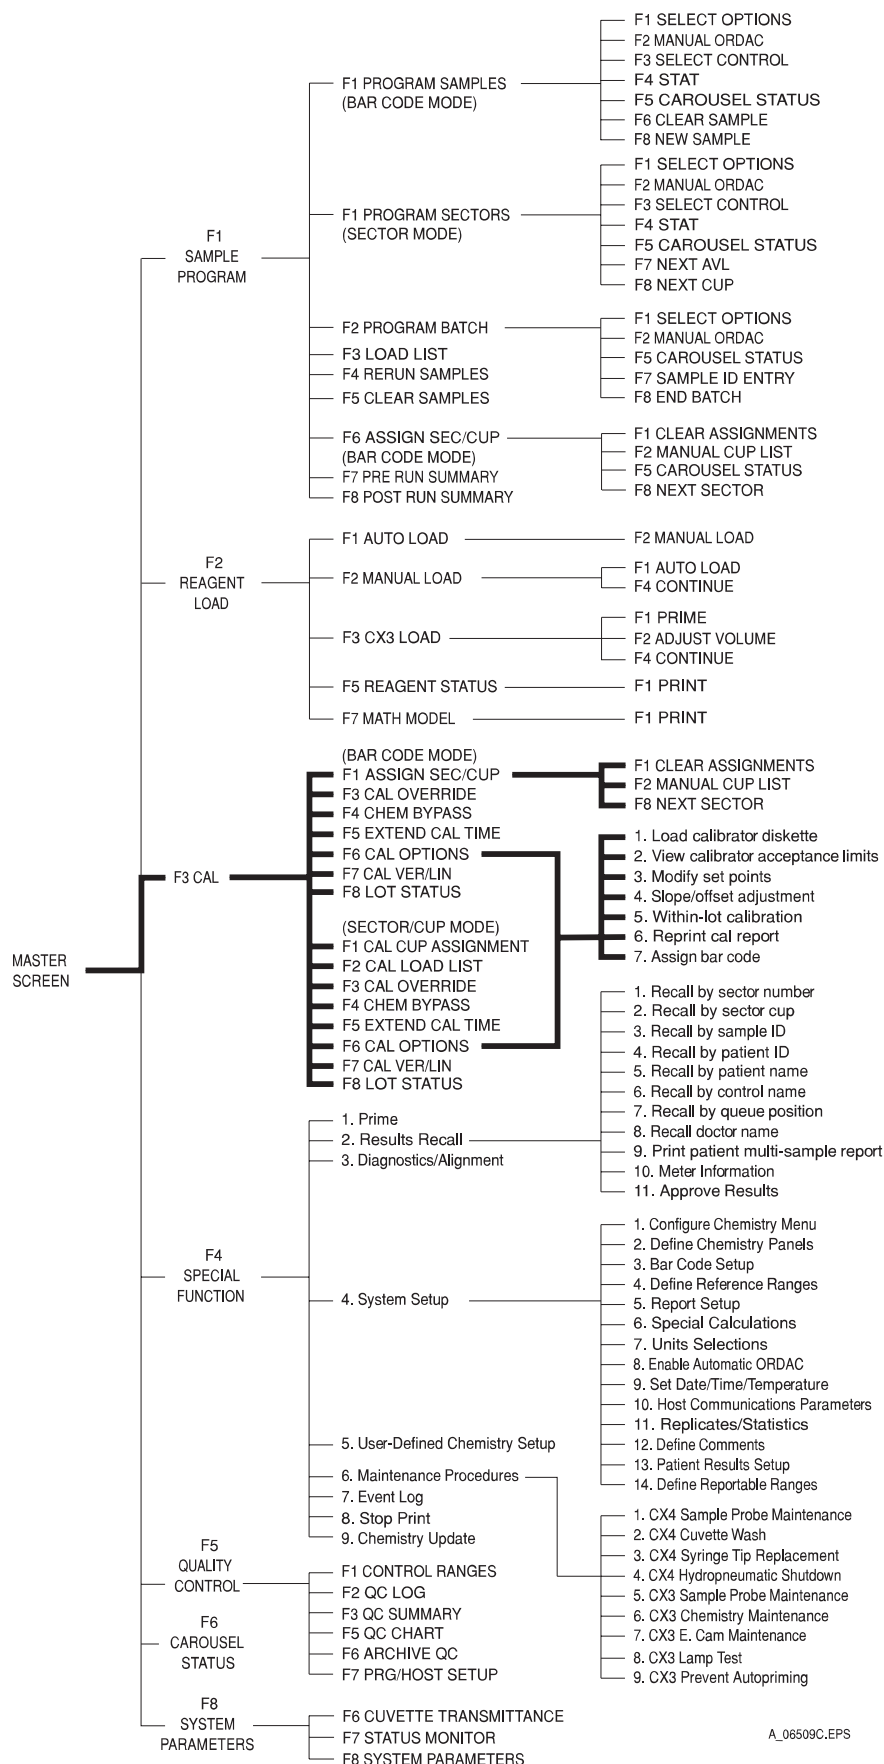 MASTER
SCREEN
F1
SAMPLE
PROGRAM
F1 PROGRAM SAMPLES
(BAR CODE MODE)
F1 SELECT OPTIONS
F2 MANUAL ORDAC
F3 SELECT CONTROL
F4 STAT
F5 CAROUSEL STATUS
F6 CLEAR SAMPLE
F8 NEW SAMPLE
F1 PROGRAM SECTORS
(SECTOR MODE)
F1 SELECT OPTIONS
F2 MANUAL ORDAC
F3 SELECT CONTROL
F4 STAT
F5 CAROUSEL STATUS
F7 NEXT AVL
F8 NEXT CUP
F2 PROGRAM BATCH
F1 SELECT OPTIONS
F2 MANUAL ORDAC
F5 CAROUSEL STATUS
F7 SAMPLE ID ENTRY
F8 END BATCH
F3 LOAD LIST
F4 RERUN SAMPLES
F5 CLEAR SAMPLES
F6 ASSIGN SEC/CUP
(BAR CODE MODE)
F1 CLEAR ASSIGNMENTS
F2 MANUAL CUP LIST
F5 CAROUSEL STATUS
F8 NEXT SECTOR
F7 PRE RUN SUMMARY
F8 POST RUN SUMMARY
F2
REAGENT
LOAD
F1 AUTO LOAD
F2 MANUAL LOAD
F2 MANUAL LOAD
F1 AUTO LOAD
F4 CONTINUE
F3 CX3 LOAD
F1 PRIME
F2 ADJUST VOLUME
F4 CONTINUE
F5 REAGENT STATUS
F1 PRINT
F7 MATH MODEL
F1 PRINT
F3 CAL
(BAR CODE MODE)
F1 ASSIGN SEC/CUP
F1 CLEAR ASSIGNMENTS
F2 MANUAL CUP LIST
F8 NEXT SECTOR
F3 CAL OVERRIDE
F4 CHEM BYPASS
F5 EXTEND CAL TIME
F6 CAL OPTIONS
F7 CAL VER/LIN
F8 LOT STATUS
1. Load calibrator diskette
2. View calibrator acceptance limits
3. Modify set points
4. Slope/offset adjustment
5. Within-lot calibration
6. Reprint cal report
7. Assign bar code
(SECTOR/CUP MODE)
F1 CAL CUP ASSIGNMENT
F2 CAL LOAD LIST
F3 CAL OVERRIDE
F4 CHEM BYPASS
F5 EXTEND CAL TIME
F6 CAL OPTIONS
F7 CAL VER/LIN
F8 LOT STATUS
F4
SPECIAL
FUNCTION
1. Prime
2. Results Recall
3. Diagnostics/Alignment
1. Recall by sector number
2. Recall by sector cup
3. Recall by sample ID
4. Recall by patient ID
5. Recall by patient name
6. Recall by control name
7. Recall by queue position
8. Recall doctor name
9. Print patient multi-sample report
10. Meter Information
11. Approve Results
4. System Setup
1. Configure Chemistry Menu
2. Define Chemistry Panels
3. Bar Code Setup
4. Define Reference Ranges
5. Report Setup
6. Special Calculations
7. Units Selections
8. Enable Automatic ORDAC
9. Set Date/Time/Temperature
10. Host Communications Parameters
11. Replicates/Statistics
12. Define Comments
13. Patient Results Setup
14. Define Reportable Ranges
5. User-Defined Chemistry Setup
6. Maintenance Procedures
7. Event Log
8. Stop Print
9. Chemistry Update
1. CX4 Sample Probe Maintenance
2. CX4 Cuvette Wash
3. CX4 Syringe Tip Replacement
4. CX4 Hydropneumatic Shutdown
5. CX3 Sample Probe Maintenance
6. CX3 Chemistry Maintenance
7. CX3 E. Cam Maintenance
8. CX3 Lamp Test
9. CX3 Prevent Autopriming
F5
QUALITY
CONTROL
F1 CONTROL RANGES
F2 QC LOG
F3 QC SUMMARY
F5 QC CHART
F6 ARCHIVE QC
F7 PRG/HOST SETUP
F6
CAROUSEL
STATUS
F8
SYSTEM
PARAMETERS
F6 CUVETTE TRANSMITTANCE
F7 STATUS MONITOR
F8 SYSTEM PARAMETERS
A_06509C.EPS